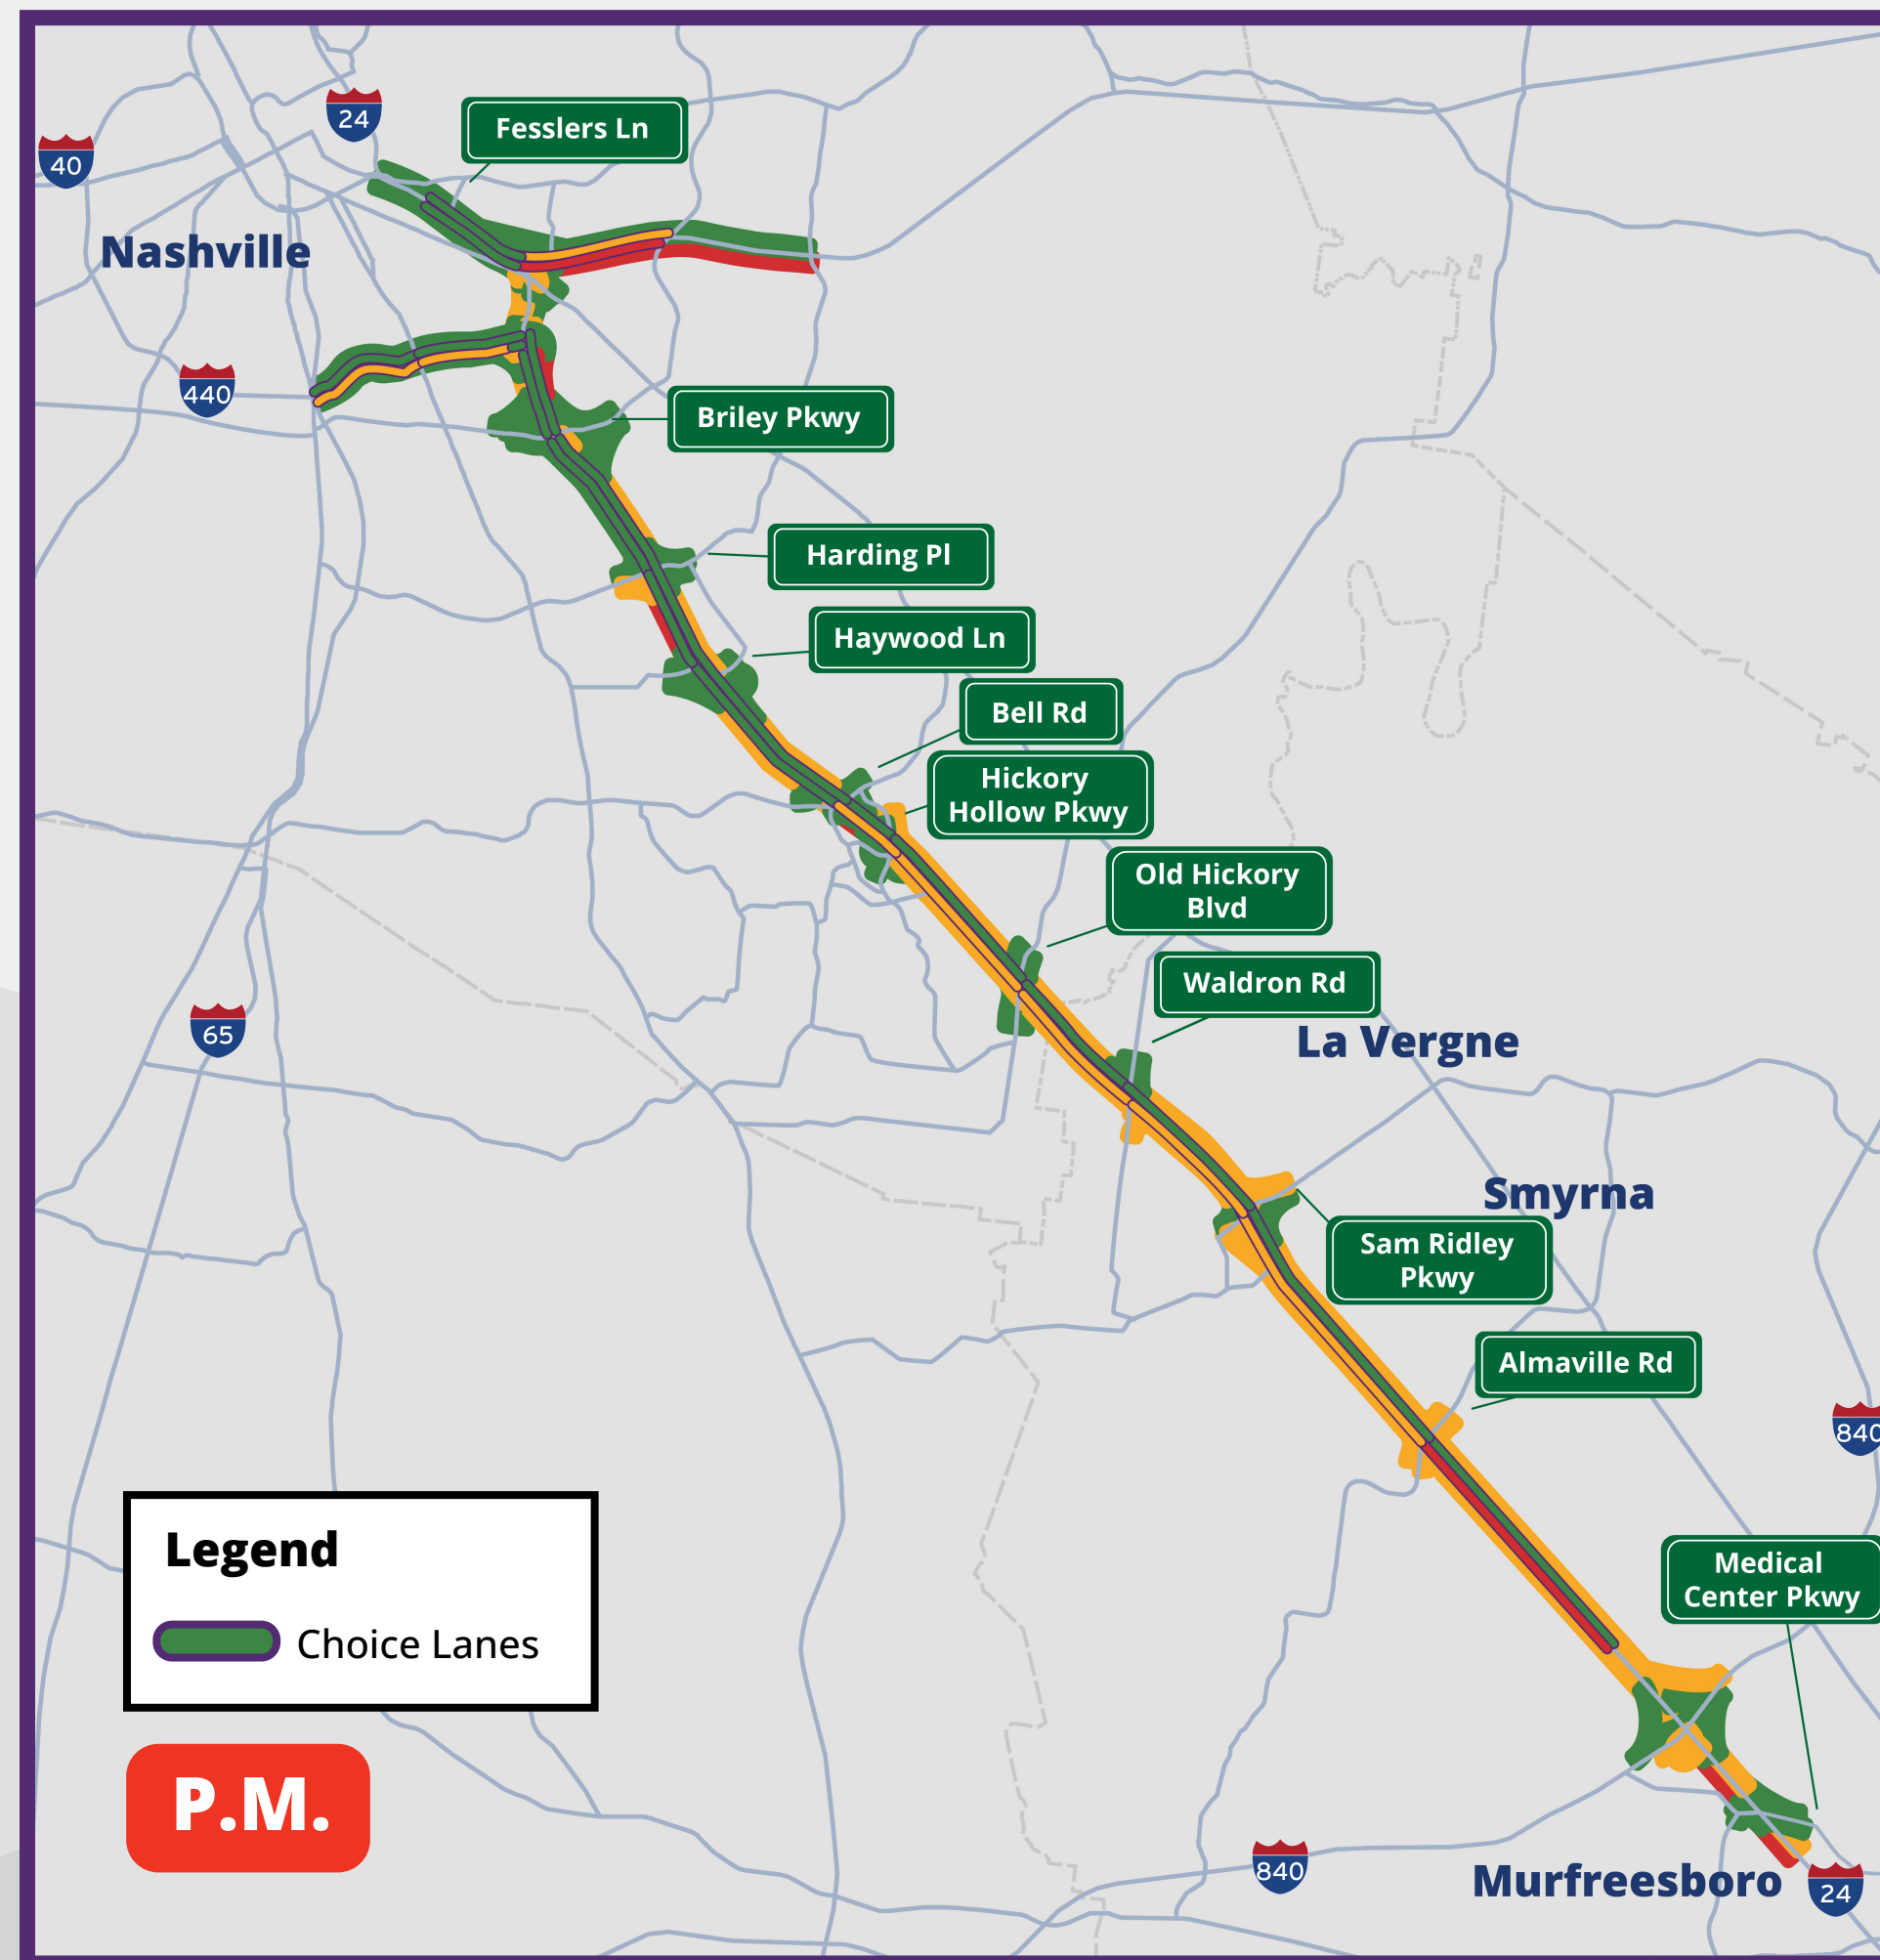 24
Fesslers Ln
40
Nashville
440
Briley Pkwy
Harding Pl
Haywood Ln
Bell Rd
Hickory
Hollow Pkwy
Old Hickory
Blvd
Waldron Rd
65
La Vergne
Smyrna
Sam Ridley
Pkwy
Almaville Rd
840
Medical
Center Pkwy
Legend
Choice Lanes
P.M.
840
Murfreesboro
24